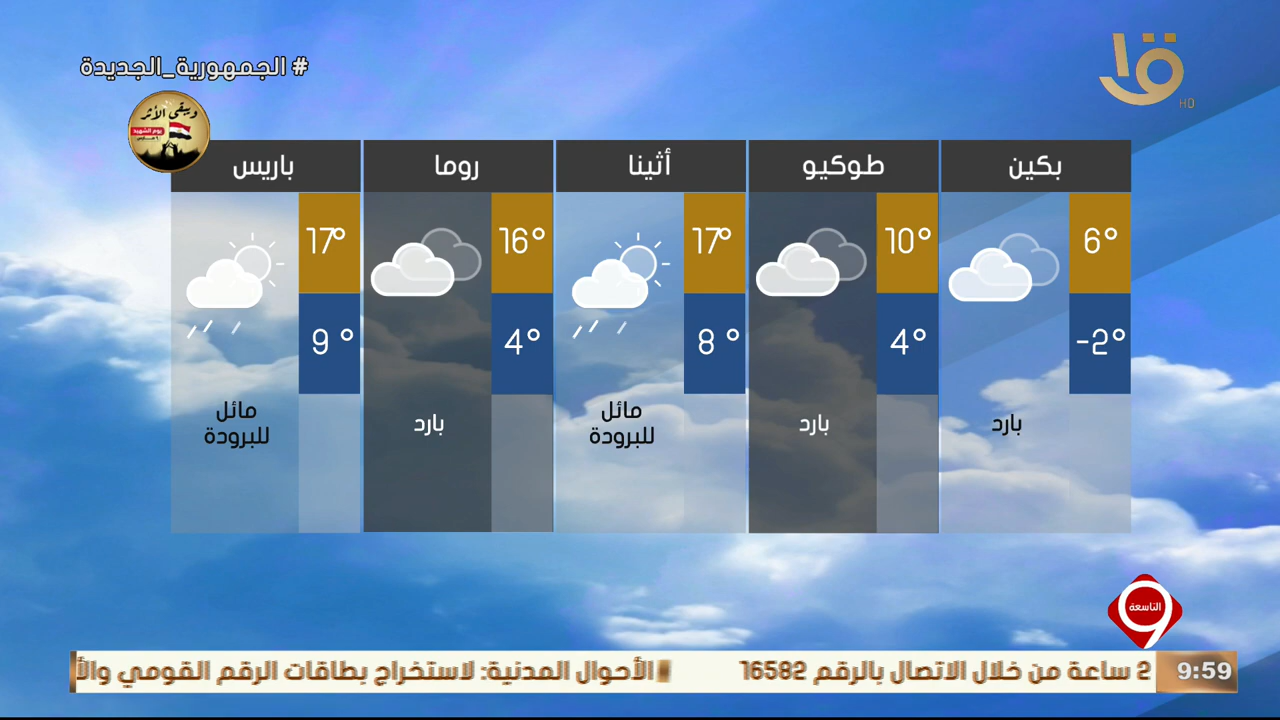 # الجمهورية_الجديدة
HD
ويبقى الأثر
يوم الشهيد
بكين
طوكيو
أثينا
روما
باريس
6°
10°
17°
16°
17°
-2°
4°
8 °
4°
9 °
بارد
بارد
مائل
للبرودة
بارد
مائل
للبرودة
التاسعة
9
9:59
2 ساعة من خلال الاتصال بالرقم 16582
الأحوال المدنية: لاستخراج بطاقات الرقم القومي والأ